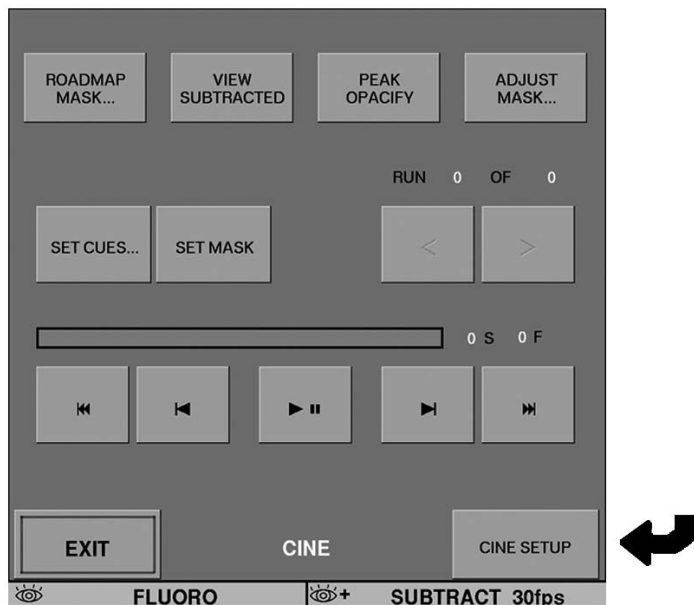 ROADMAP MASK...
VIEW SUBTRACTED
PEAK OPACIFY
ADJUST MASK...
RUN 0 OF 0
SET CUES...
SET MASK
<
>
0 S 0 F
EXIT
CINE
CINE SETUP
FLUORO
+ SUBTRACT 30fps